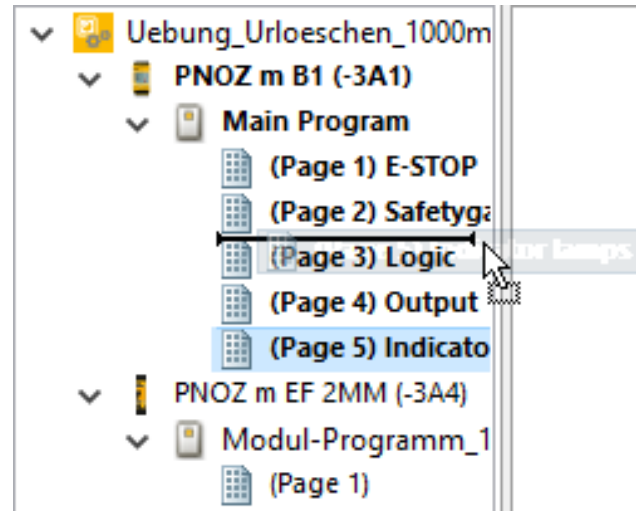 Uebung_Urloeschen_1000m
PNOZ m B1 (-3A1)
Main Program
(Page 1) E-STOP
(Page 2) Safetyga
lamps
(Page 3) Logic
(Page 4) Output
(Page 5) Indicato
PNOZ m EF 2MM (-3A4)
Modul-Programm_1
(Page 1)